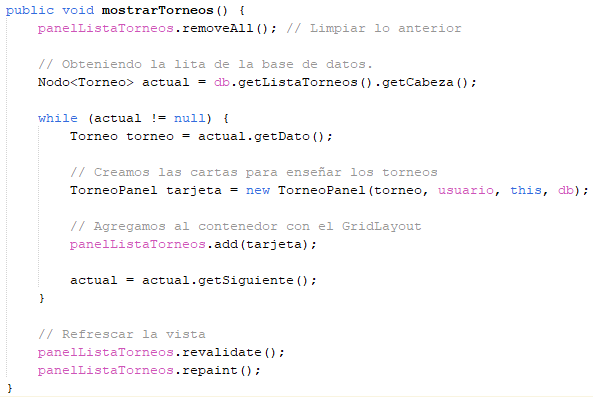 public void mostrarTorneos() {
panelListaTorneos.removeAll(); // Limpiar lo anterior
// Obteniendo la lita de la base de datos.
Nodo<Torneo> actual = db.getListaTorneos().getCabeza();
while (actual != null) {
Torneo torneo = actual.getDato();
// Creamos las cartas para enseñar los torneos
TorneoPanel tarjeta = new TorneoPanel(torneo, usuario, this, db);
// Agregamos al contenedor con el GridLayout
panelListaTorneos.add(tarjeta);
actual = actual.getSiguiente();
}
// Refrescar la vista
panelListaTorneos.revalidate();
panelListaTorneos.repaint();
}